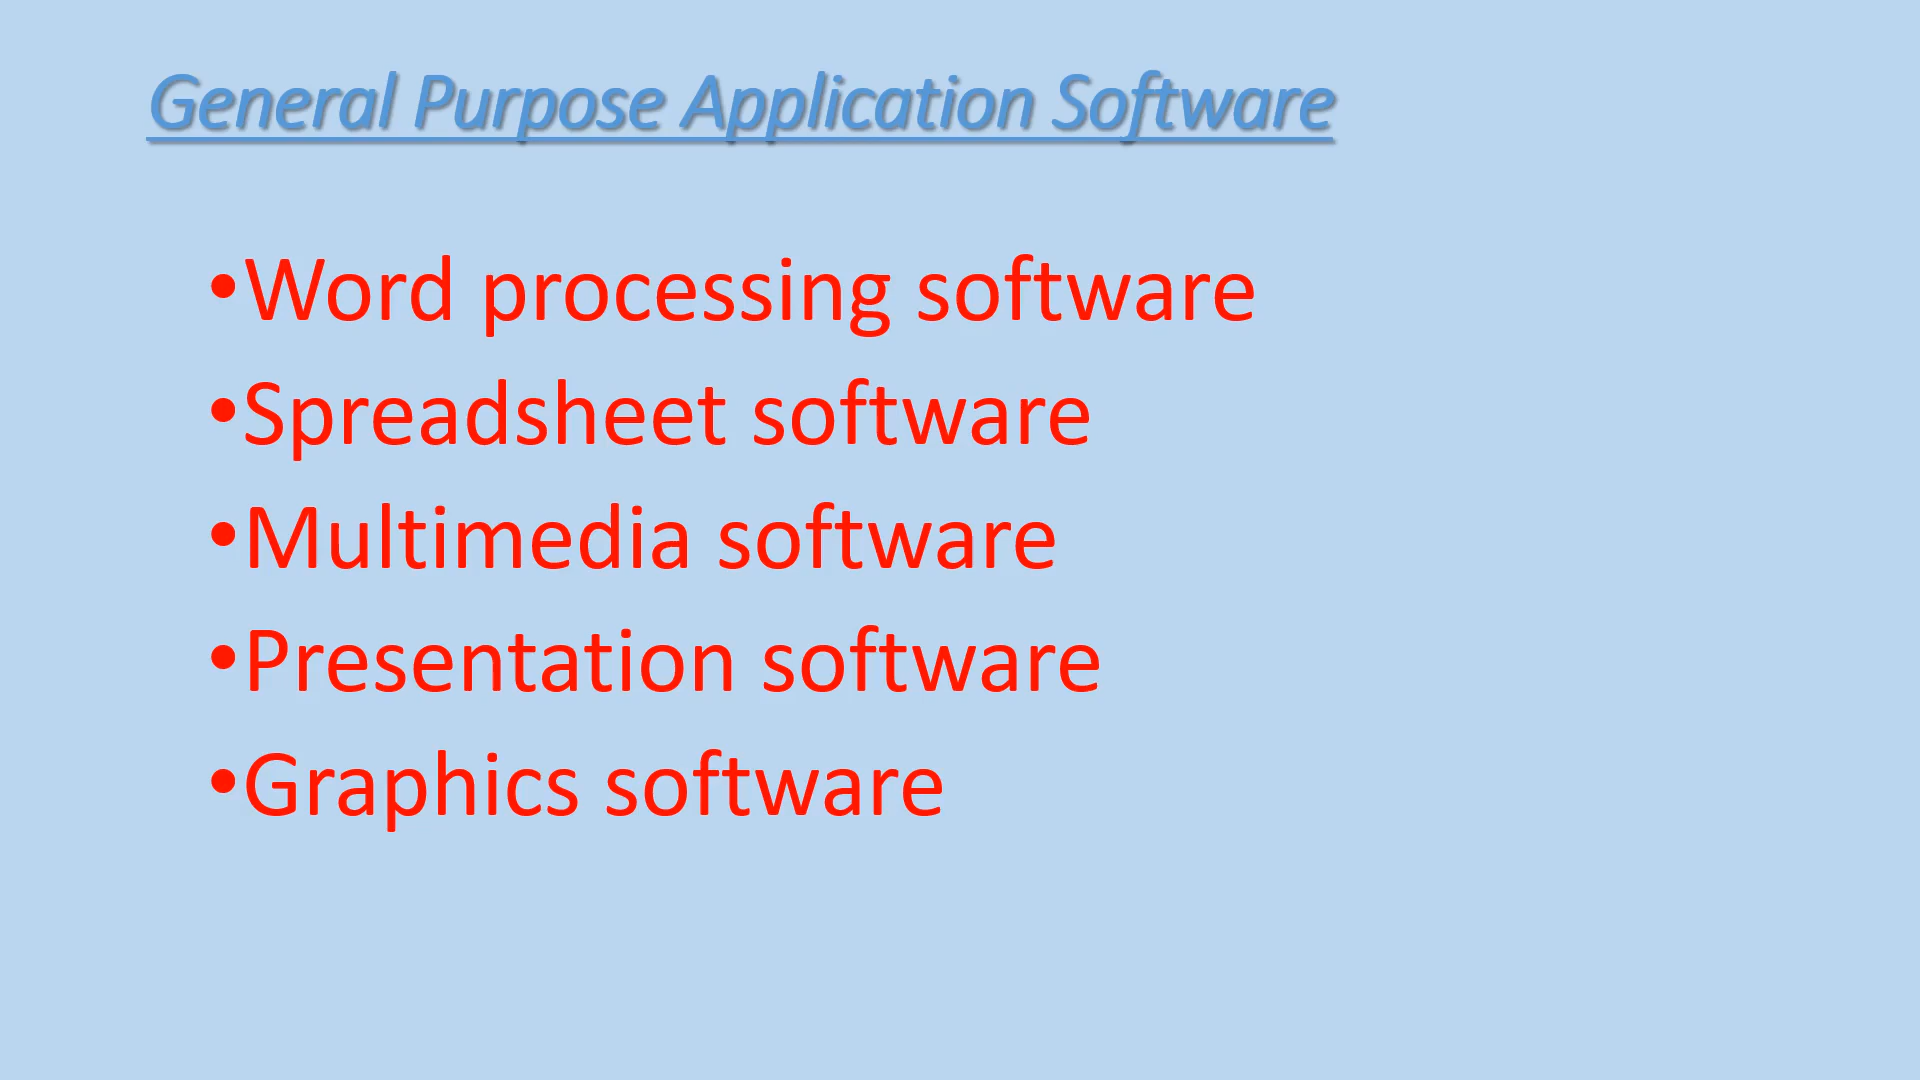 General Purpose Application Software
•Word processing software
•Spreadsheet software
•Multimedia software
•Presentation software
•Graphics software